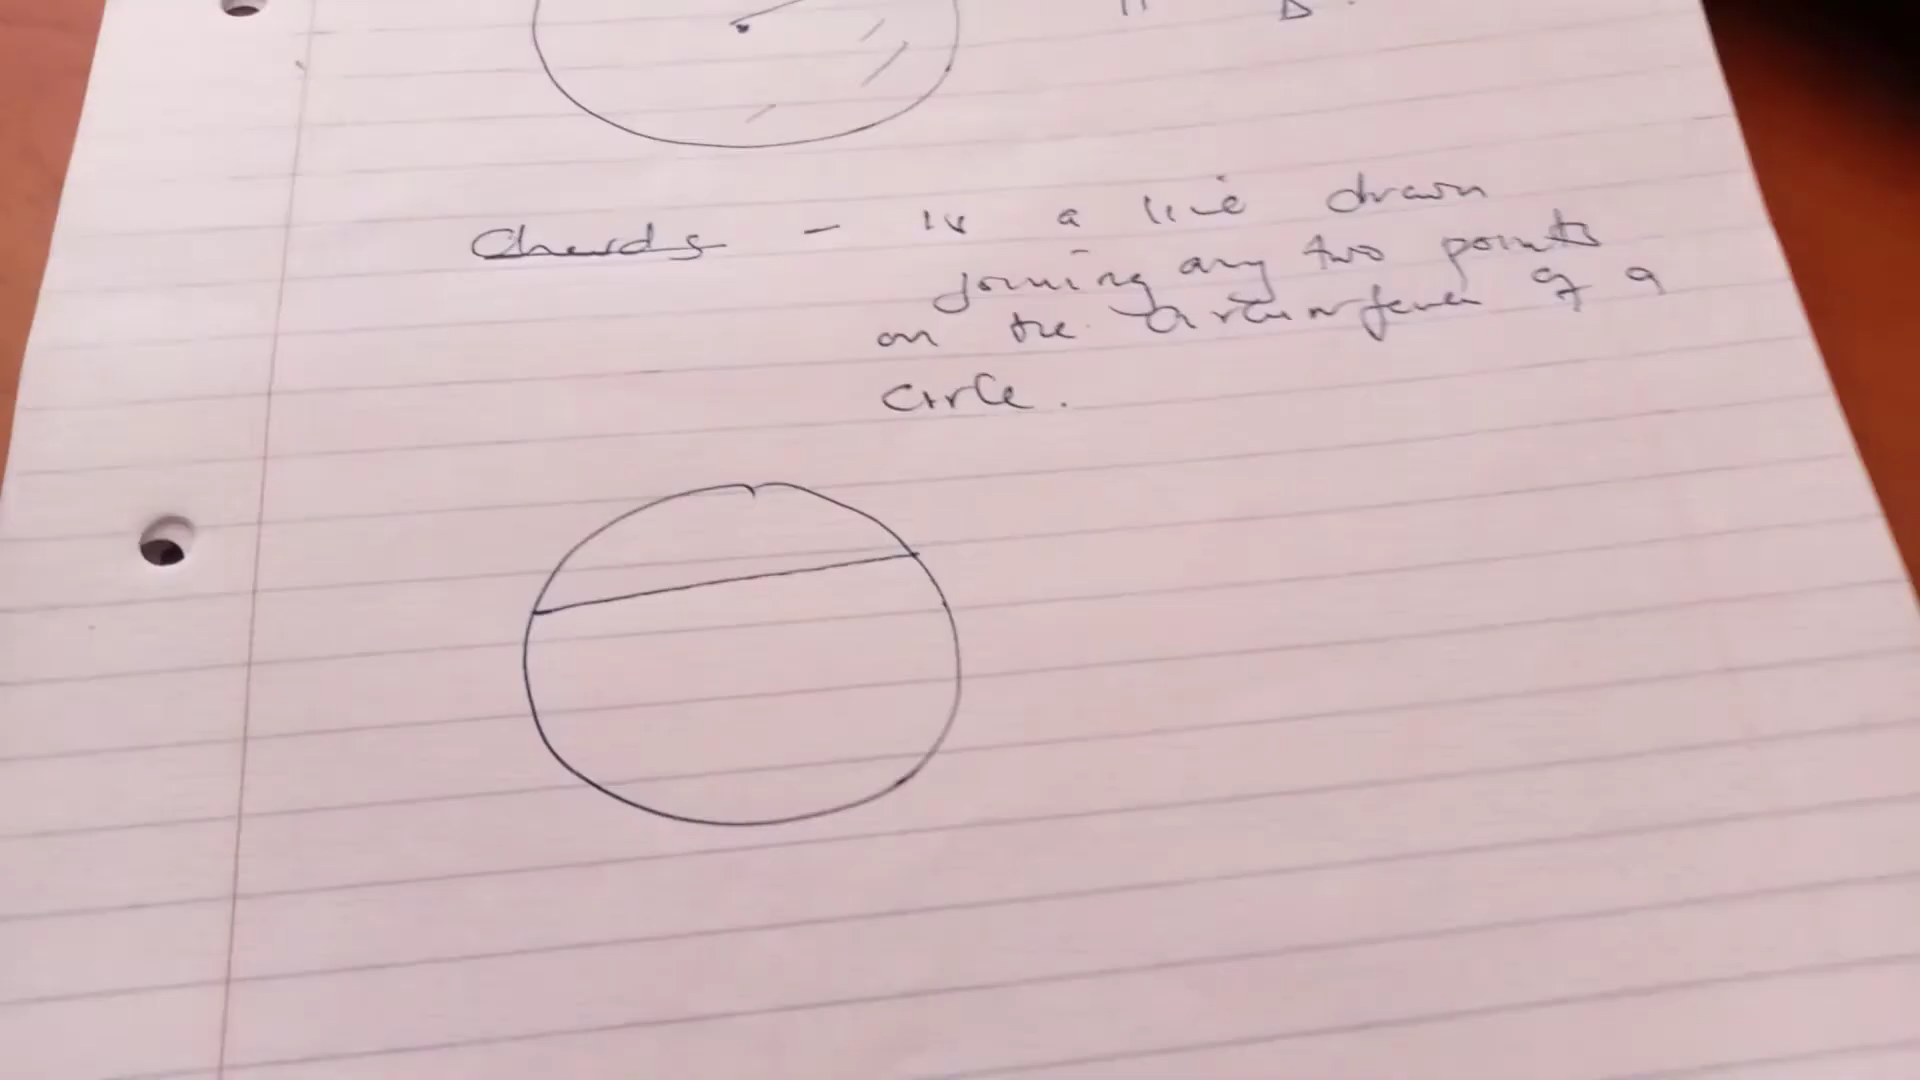 Chords - is a line drawn
joining any two points
on the circumference of a
circle.